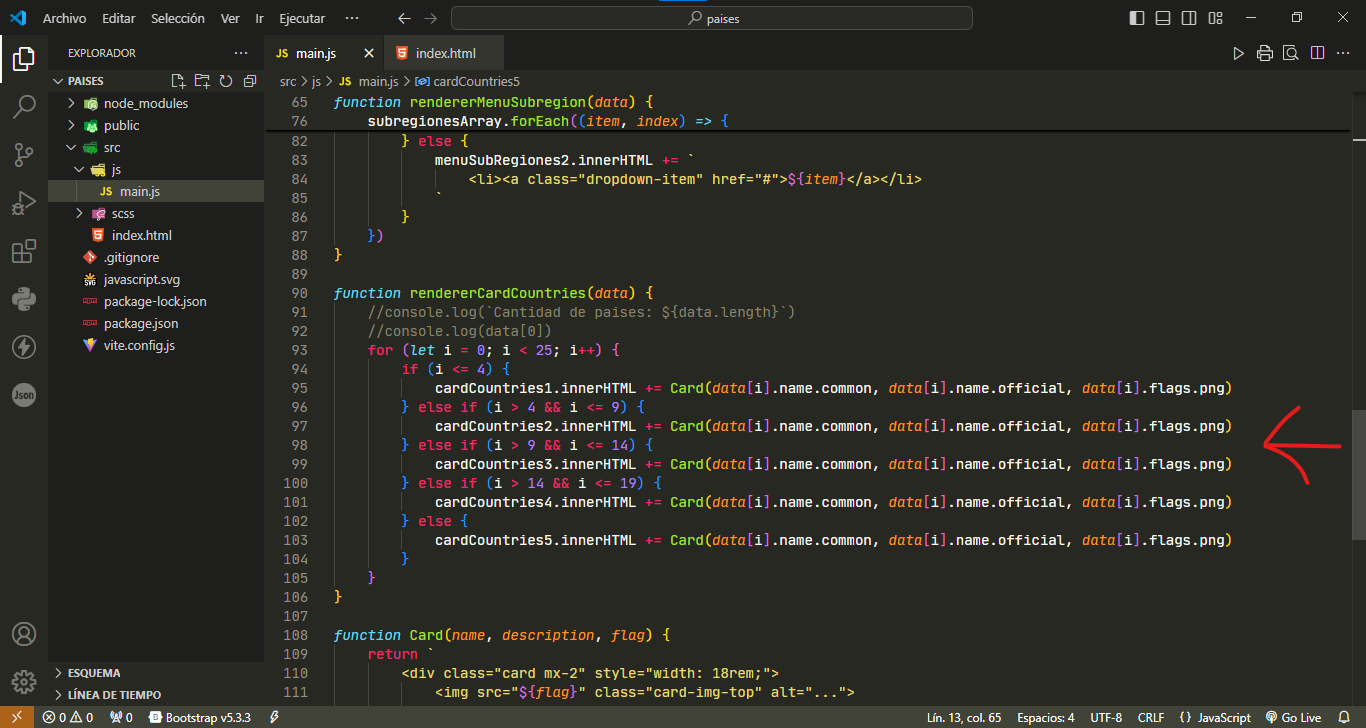 Archivo Editar Selección Ver Ir Ejecutar ... paises
EXPLORADOR ... JS main.js index.html
PAISES
src > js > JS main.js > cardCountries5
node_modules
public
src
js
JS main.js
scss
index.html
.gitignore
javascript.svg
package-lock.json
package.json
vite.config.js
Json
ESQUEMA
LÍNEA DE TIEMPO
65 function rendererMenuSubregion(data) {
76 subregionesArray.forEach((item, index) => {
82 } else {
83 menuSubRegiones2.innerHTML += `
84 <li><a class="dropdown-item" href="#">${item}</a></li>
85 `
86 }
87 })
88 }
89
90 function rendererCardCountries(data) {
91 //console.log(`Cantidad de paises: ${data.length}`)
92 //console.log(data[0])
93 for (let i = 0; i < 25; i++) {
94 if (i <= 4) {
95 cardCountries1.innerHTML += Card(data[i].name.common, data[i].name.official, data[i].flags.png)
96 } else if (i > 4 && i <= 9) {
97 cardCountries2.innerHTML += Card(data[i].name.common, data[i].name.official, data[i].flags.png)
98 } else if (i > 9 && i <= 14) {
99 cardCountries3.innerHTML += Card(data[i].name.common, data[i].name.official, data[i].flags.png)
100 } else if (i > 14 && i <= 19) {
101 cardCountries4.innerHTML += Card(data[i].name.common, data[i].name.official, data[i].flags.png)
102 } else {
103 cardCountries5.innerHTML += Card(data[i].name.common, data[i].name.official, data[i].flags.png)
104 }
105 }
106 }
107
108 function Card(name, description, flag) {
109 return `
110 <div class="card mx-2" style="width: 18rem;">
111 <img src="${flag}" class="card-img-top" alt="...">
0 0 0 Bootstrap v5.3.3 Lín. 13, col. 65 Espacios: 4 UTF-8 CRLF {} JavaScript Go Live